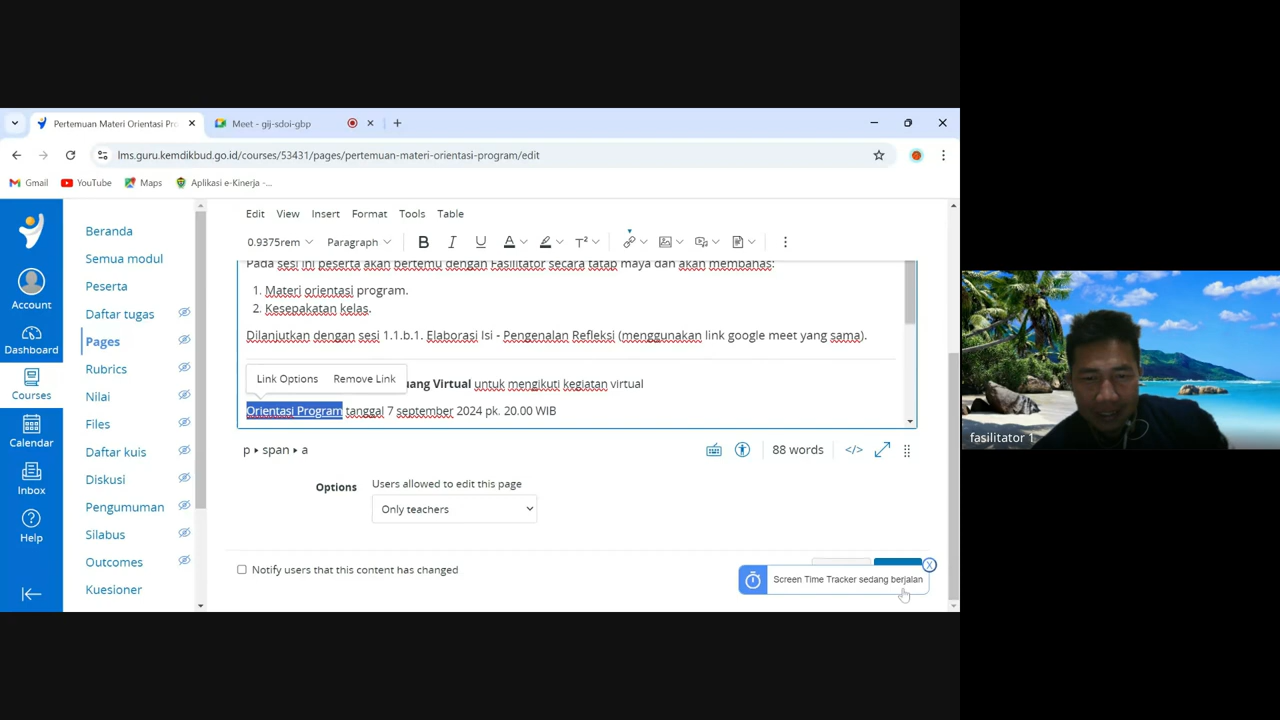 Pertemuan Materi Orientasi Pro
Meet - gij-sdoi-gbp
lms.guru.kemdikbud.go.id/courses/53431/pages/pertemuan-materi-orientasi-program/edit
Gmail
YouTube
Maps
Aplikasi e-Kinerja -...
Account
Dashboard
Courses
Calendar
Inbox
Help
Beranda
Semua modul
Peserta
Daftar tugas
Pages
Rubrics
Nilai
Files
Daftar kuis
Diskusi
Pengumuman
Silabus
Outcomes
Kuesioner
Edit View Insert Format Tools Table
0.9375rem Paragraph B I U A T²
Pada sesi ini peserta akan bertemu dengan Fasilitator secara tatap maya dan akan membahas:
1. Materi orientasi program.
2. Kesepakatan kelas.
Dilanjutkan dengan sesi 1.1.b.1. Elaborasi Isi - Pengenalan Refleksi (menggunakan link google meet yang sama).
Link Options Remove Link
uang Virtual untuk mengikuti kegiatan virtual
Orientasi Program tanggal 7 september 2024 pk. 20.00 WIB
p ▸ span ▸ a
88 words
</>
Options
Users allowed to edit this page
Only teachers
Notify users that this content has changed
Screen Time Tracker sedang berjalan
X
fasilitator 1